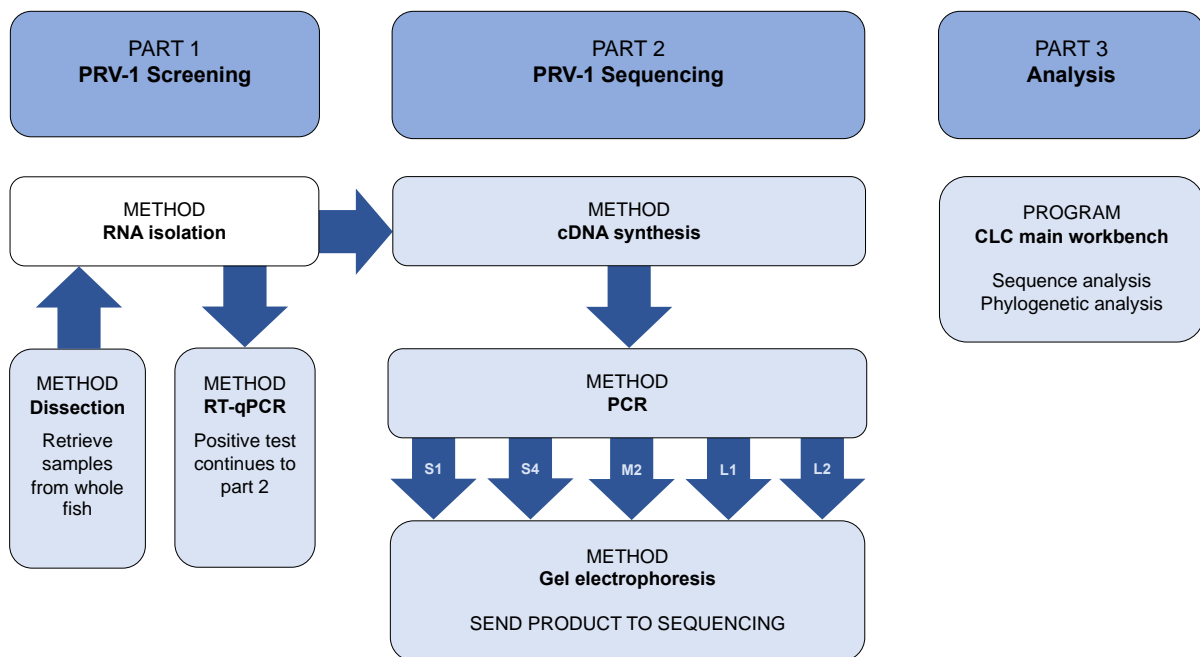 PART 1
PRV-1 Screening
PART 2
PRV-1 Sequencing
PART 3
Analysis
METHOD
RNA isolation
METHOD
cDNA synthesis
PROGRAM
CLC main workbench
Sequence analysis
Phylogenetic analysis
METHOD
Dissection
Retrieve
samples
from whole
fish
METHOD
RT-qPCR
Positive test
continues to
part 2
METHOD
PCR
S1
S4
M2
L1
L2
METHOD
Gel electrophoresis
SEND PRODUCT TO SEQUENCING